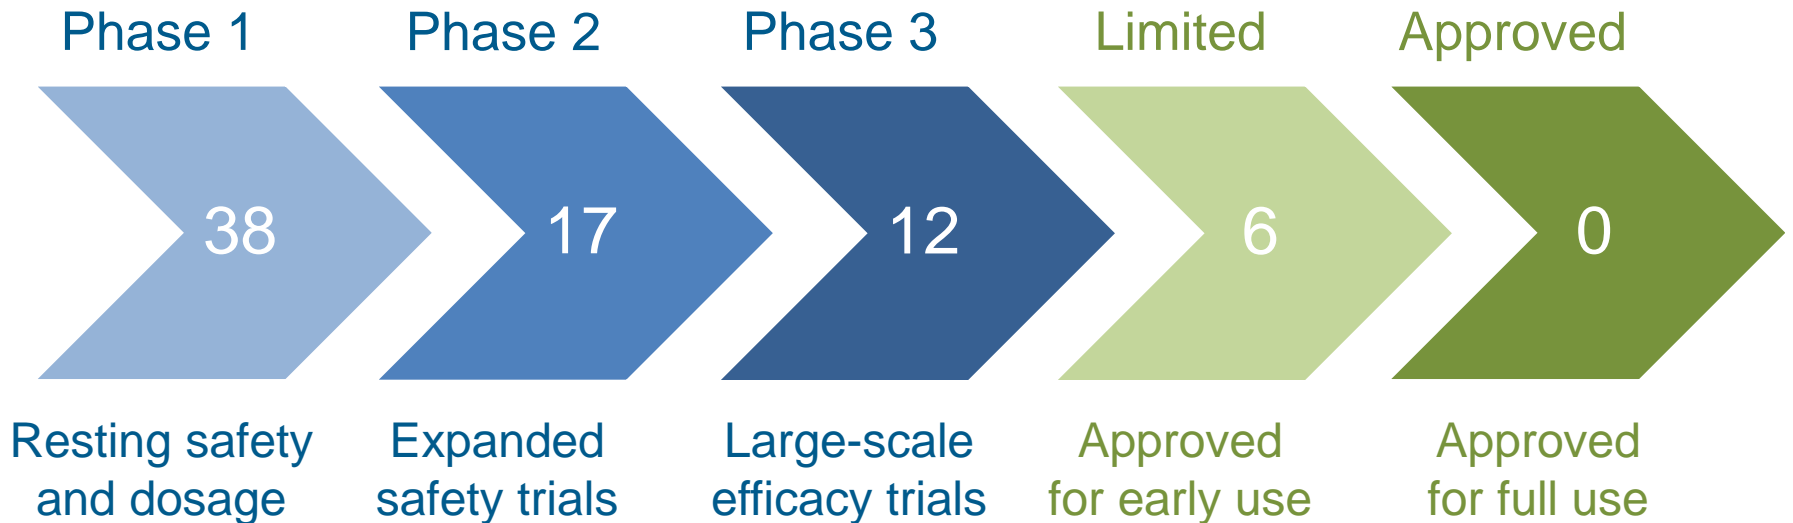 Phase 1
Phase 2
Phase 3
Limited
Approved
38
17
12
6
0
Resting safety
and dosage
Expanded
safety trials
Large-scale
efficacy trials
Approved
for early use
Approved
for full use